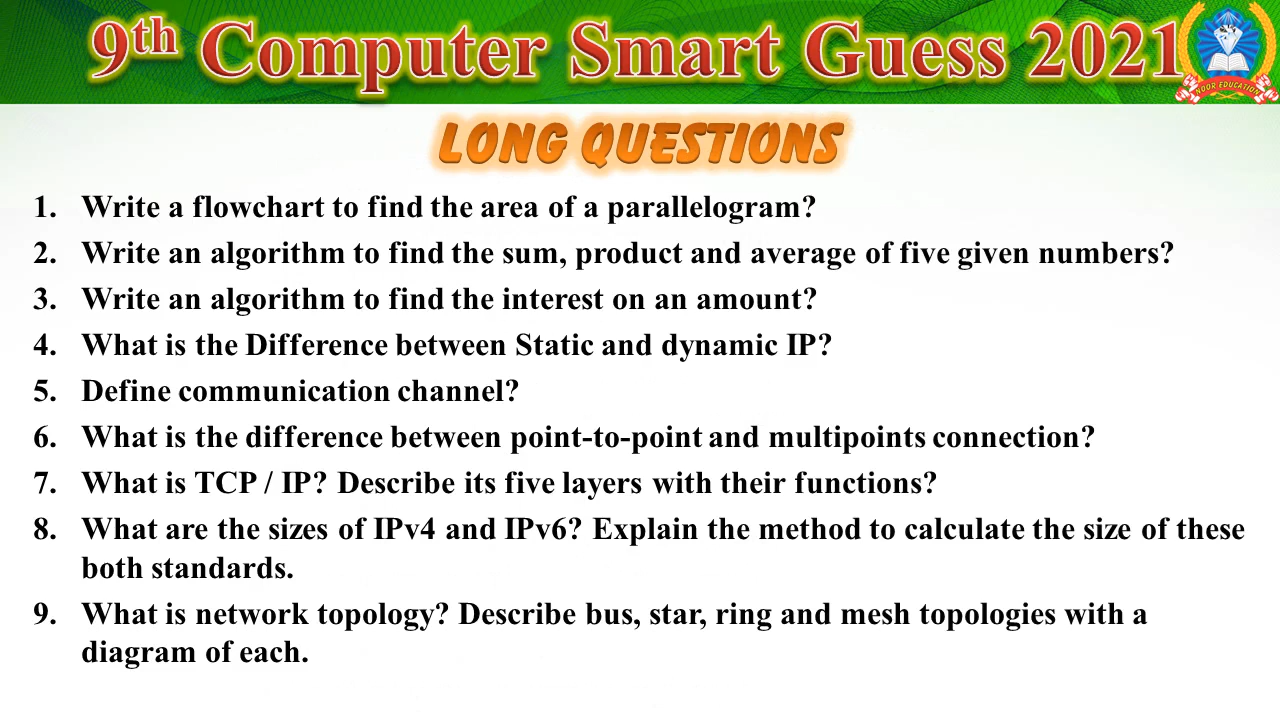 9th Computer Smart Guess 2021
NOOR EDUCATION
LONG QUESTIONS
1. Write a flowchart to find the area of a parallelogram?
2. Write an algorithm to find the sum, product and average of five given numbers?
3. Write an algorithm to find the interest on an amount?
4. What is the Difference between Static and dynamic IP?
5. Define communication channel?
6. What is the difference between point-to-point and multipoints connection?
7. What is TCP / IP? Describe its five layers with their functions?
8. What are the sizes of IPv4 and IPv6? Explain the method to calculate the size of these
both standards.
9. What is network topology? Describe bus, star, ring and mesh topologies with a
diagram of each.